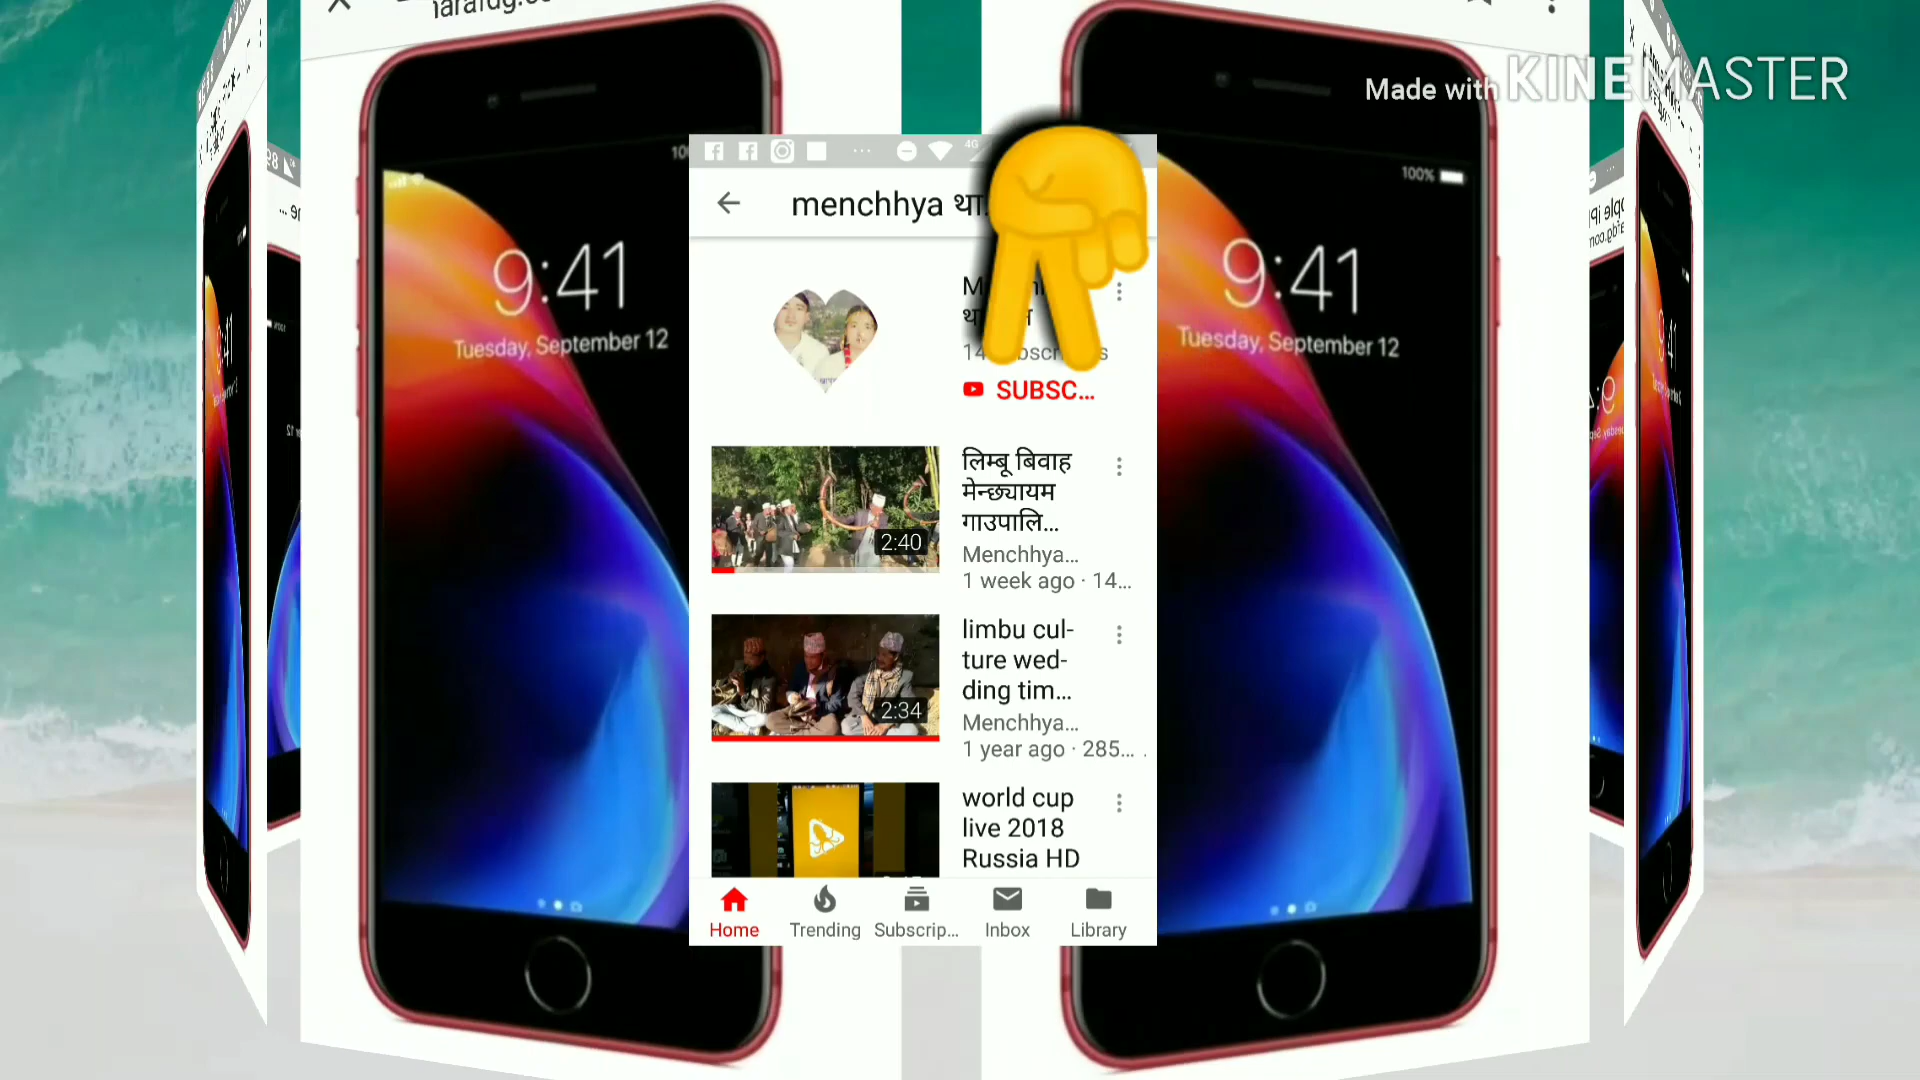 Made with KINEMASTER
menchhya
9:41
Tuesday, September 12
SUBSC...
लिम्बू बिवाह
मेन्छ्यायम
गाउपालि...
Menchhya...
1 week ago · 14...
2:40
limbu cul-
ture wed-
ding tim...
Menchhya...
1 year ago · 285...
2:34
world cup
live 2018
Russia HD
Home
Trending
Subscrip...
Inbox
Library
100%
9:41
Tuesday, September 12